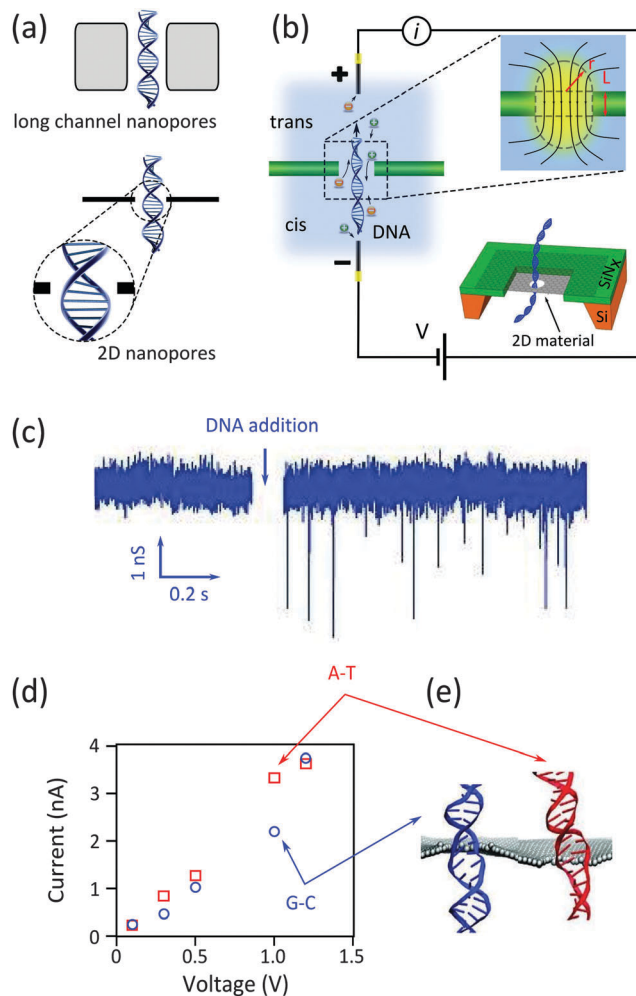 (a)
long channel nanopores
2D nanopores
(b)
i
+
trans
cis
DNA
−
V
r
L
SiNx
Si
2D material
(c)
DNA addition
1 nS
0.2 s
(d)
A-T
G-C
Current (nA)
4
3
2
1
0
0
0.5
1.0
1.5
Voltage (V)
(e)